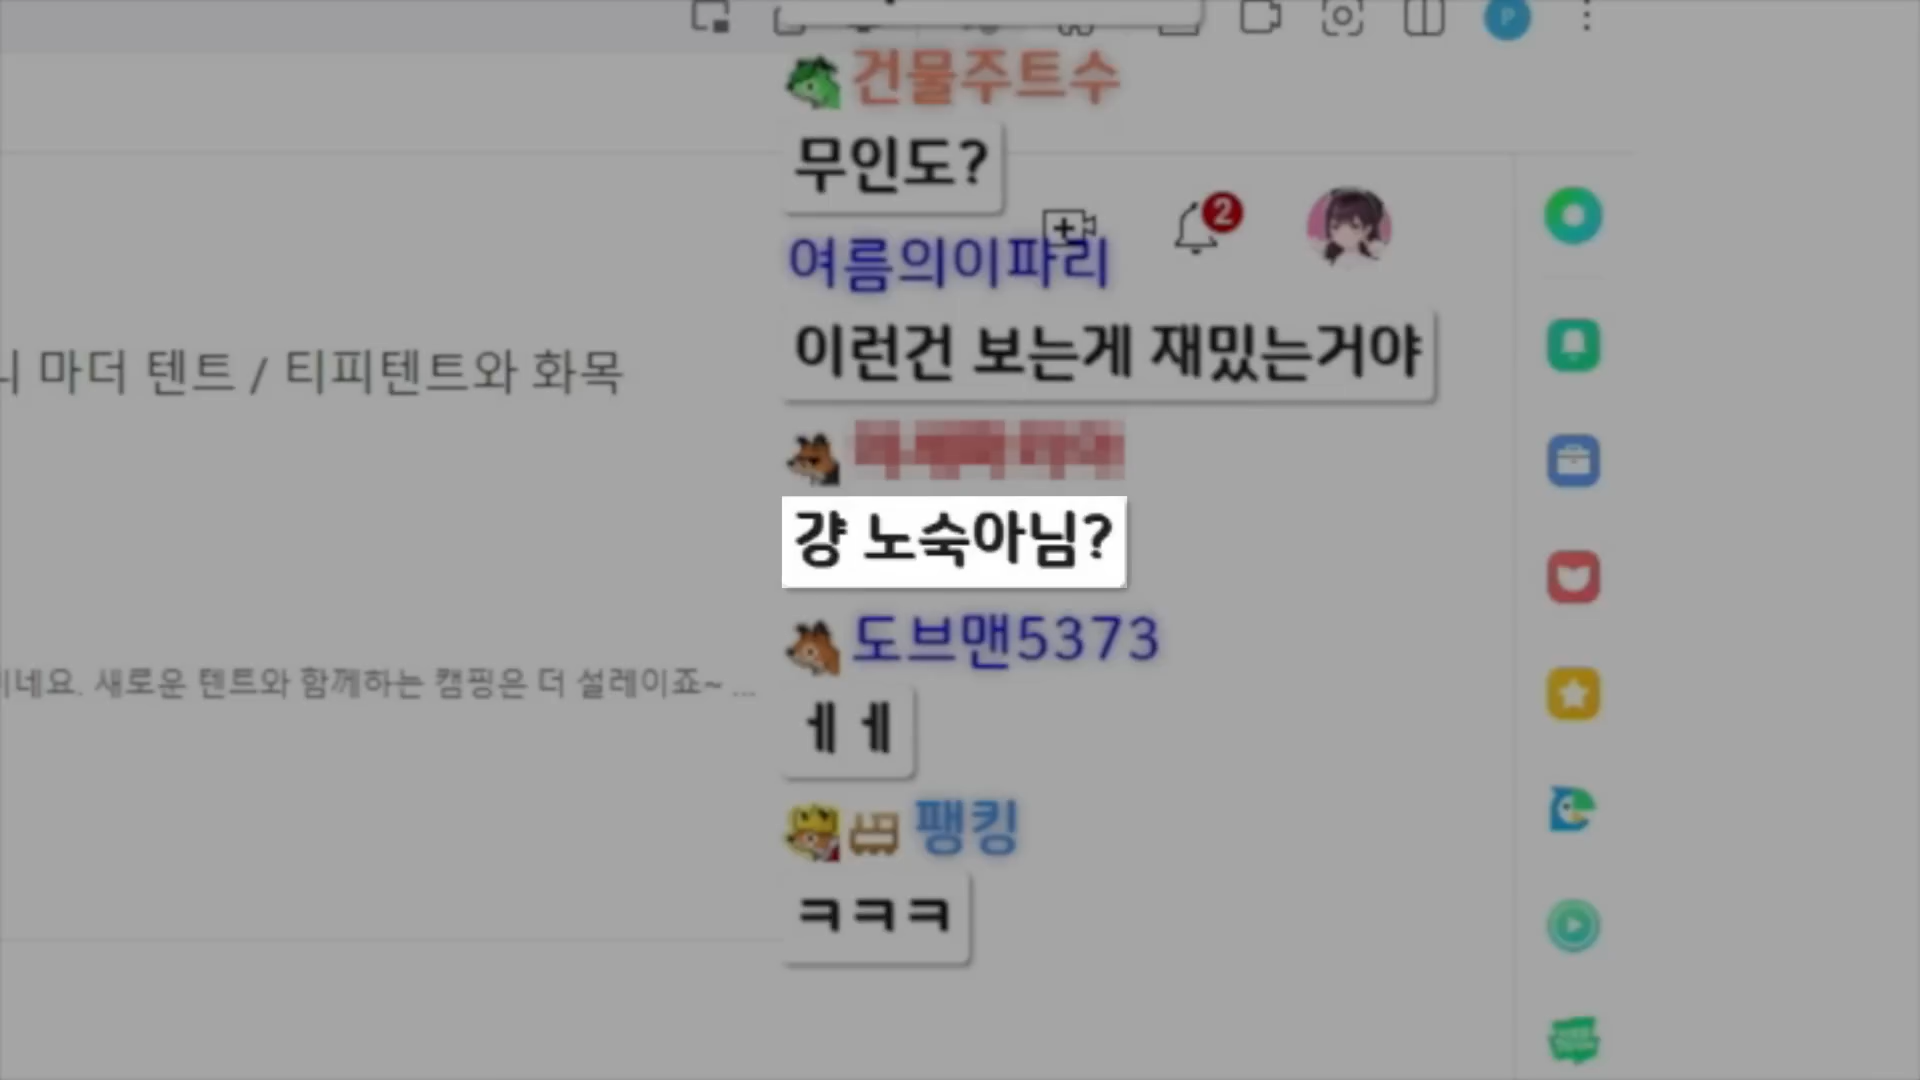 P
건물주트수
무인도?
2
여름의이파리
이런건 보는게 재밌는거야
니 마더 텐트 / 티피텐트와 화목
걍 노숙아님?
도브맨5373
이네요. 새로운 텐트와 함께하는 캠핑은 더 설레이죠~ ...
ㅔㅔ
팽킹
ㅋㅋㅋ